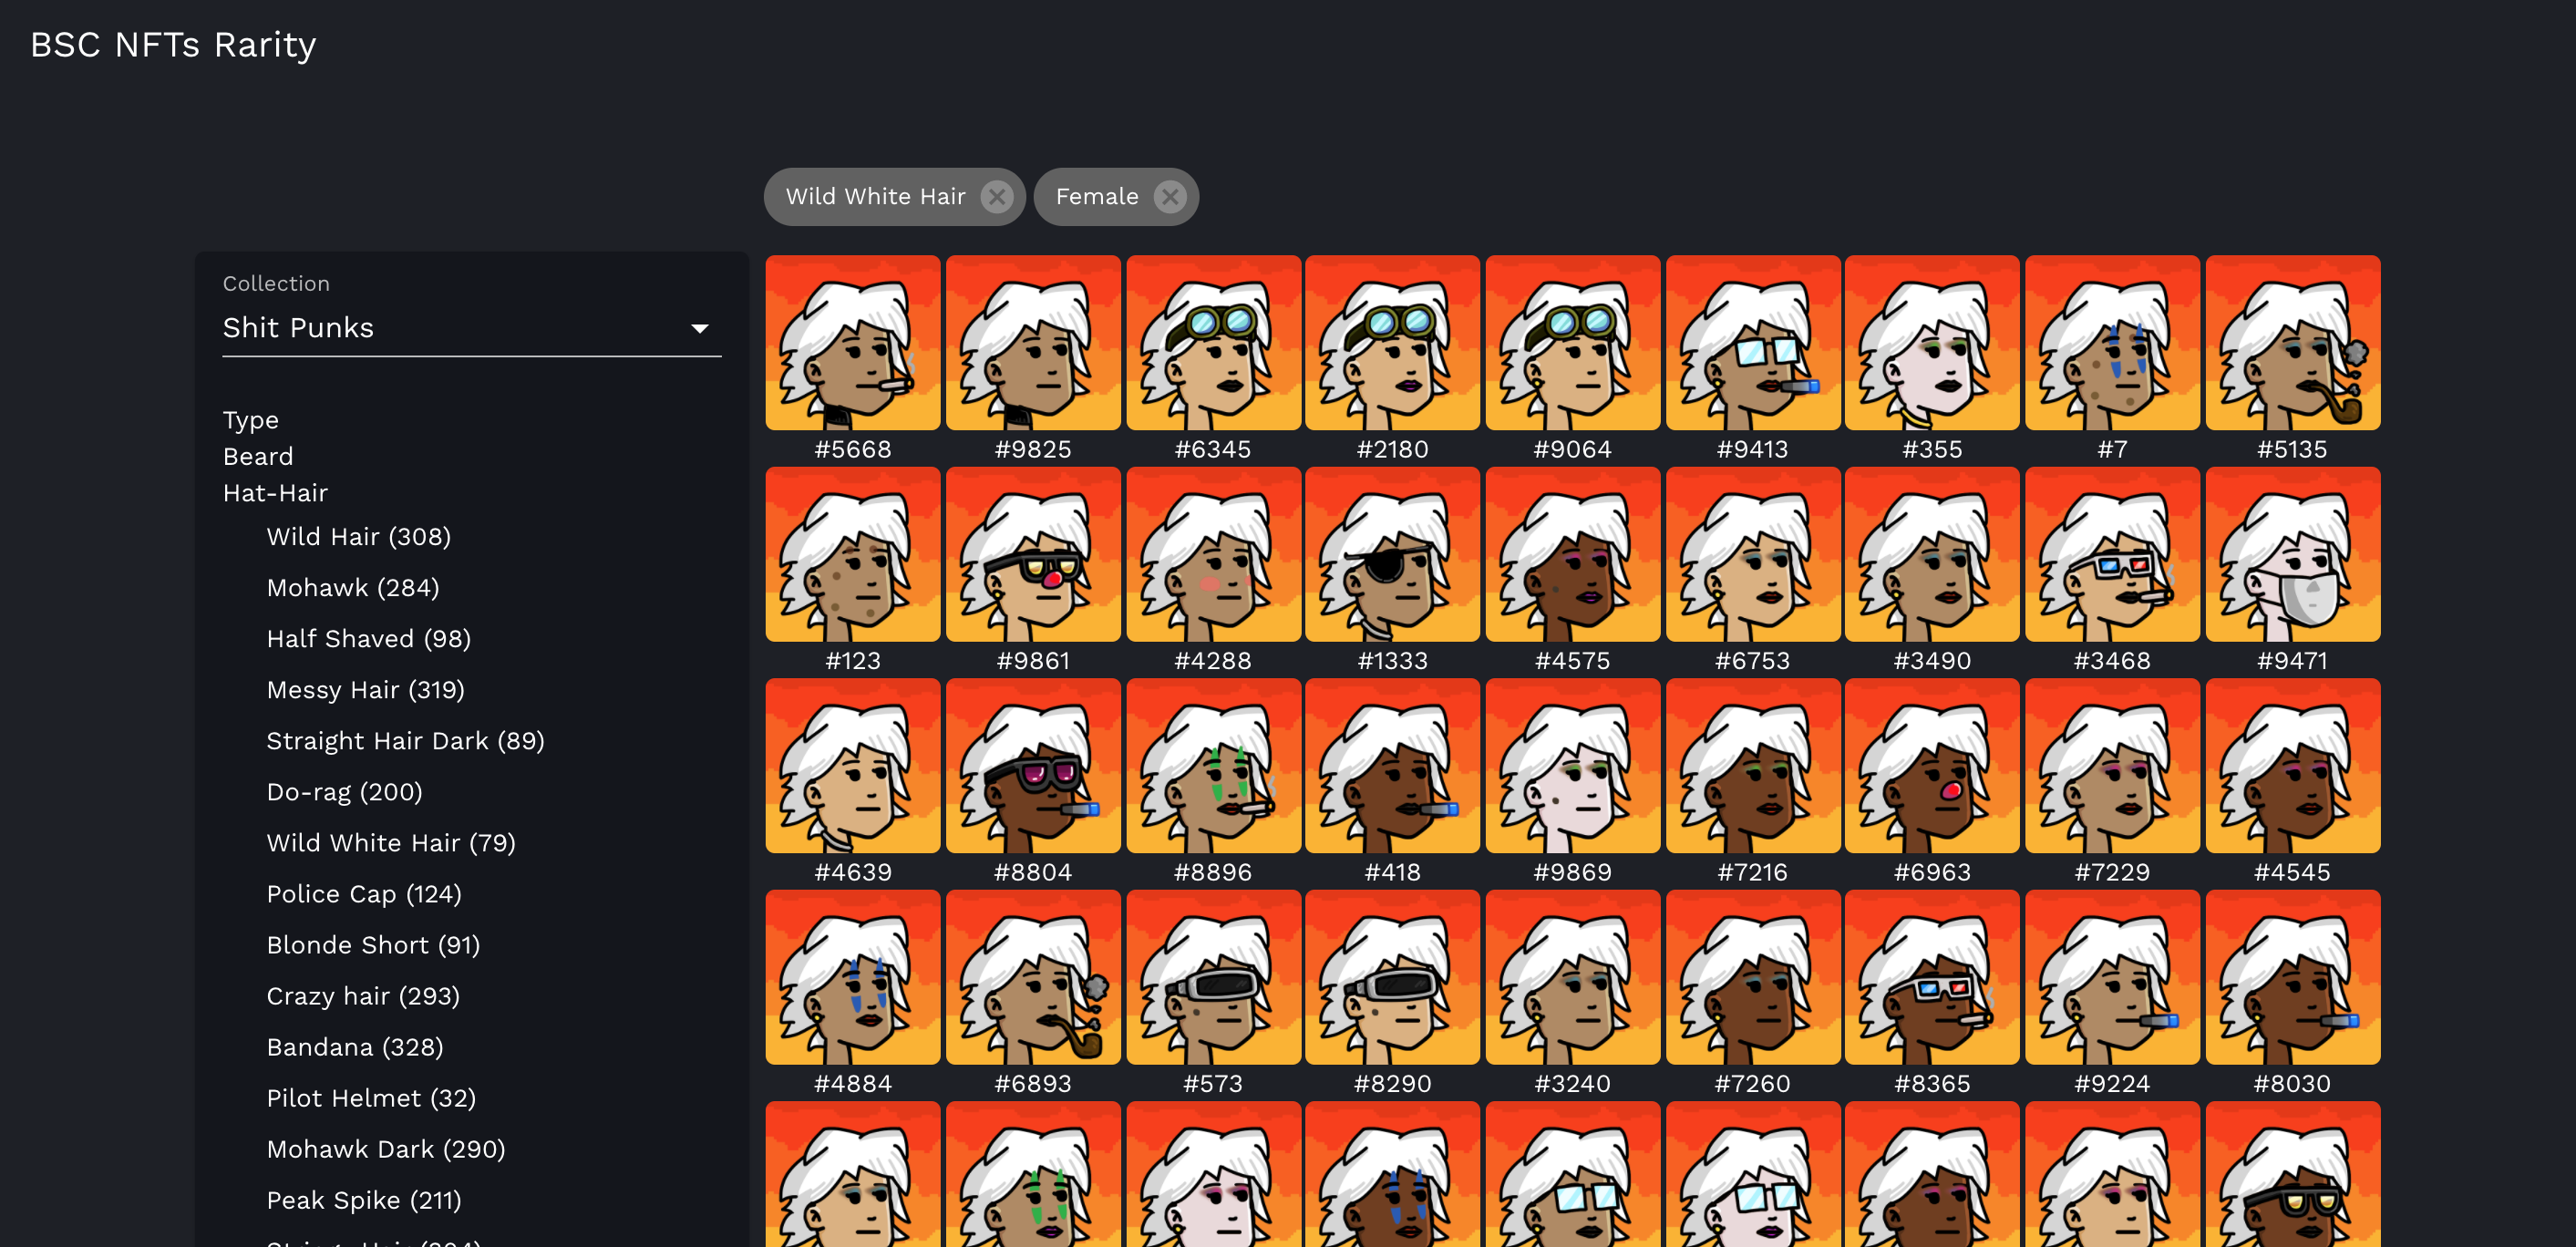 BSC NFTs Rarity
Wild White Hair
Female
Collection
Shit Punks
Type
Beard
Hat-Hair
Wild Hair (308)
Mohawk (284)
Half Shaved (98)
Messy Hair (319)
Straight Hair Dark (89)
Do-rag (200)
Wild White Hair (79)
Police Cap (124)
Blonde Short (91)
Crazy hair (293)
Bandana (328)
Pilot Helmet (32)
Mohawk Dark (290)
Peak Spike (211)
#5668 #9825 #6345 #2180 #9064 #9413 #355 #7 #5135
#123 #9861 #4288 #1333 #4575 #6753 #3490 #3468 #9471
#4639 #8804 #8896 #418 #9869 #7216 #6963 #7229 #4545
#4884 #6893 #573 #8290 #3240 #7260 #8365 #9224 #8030